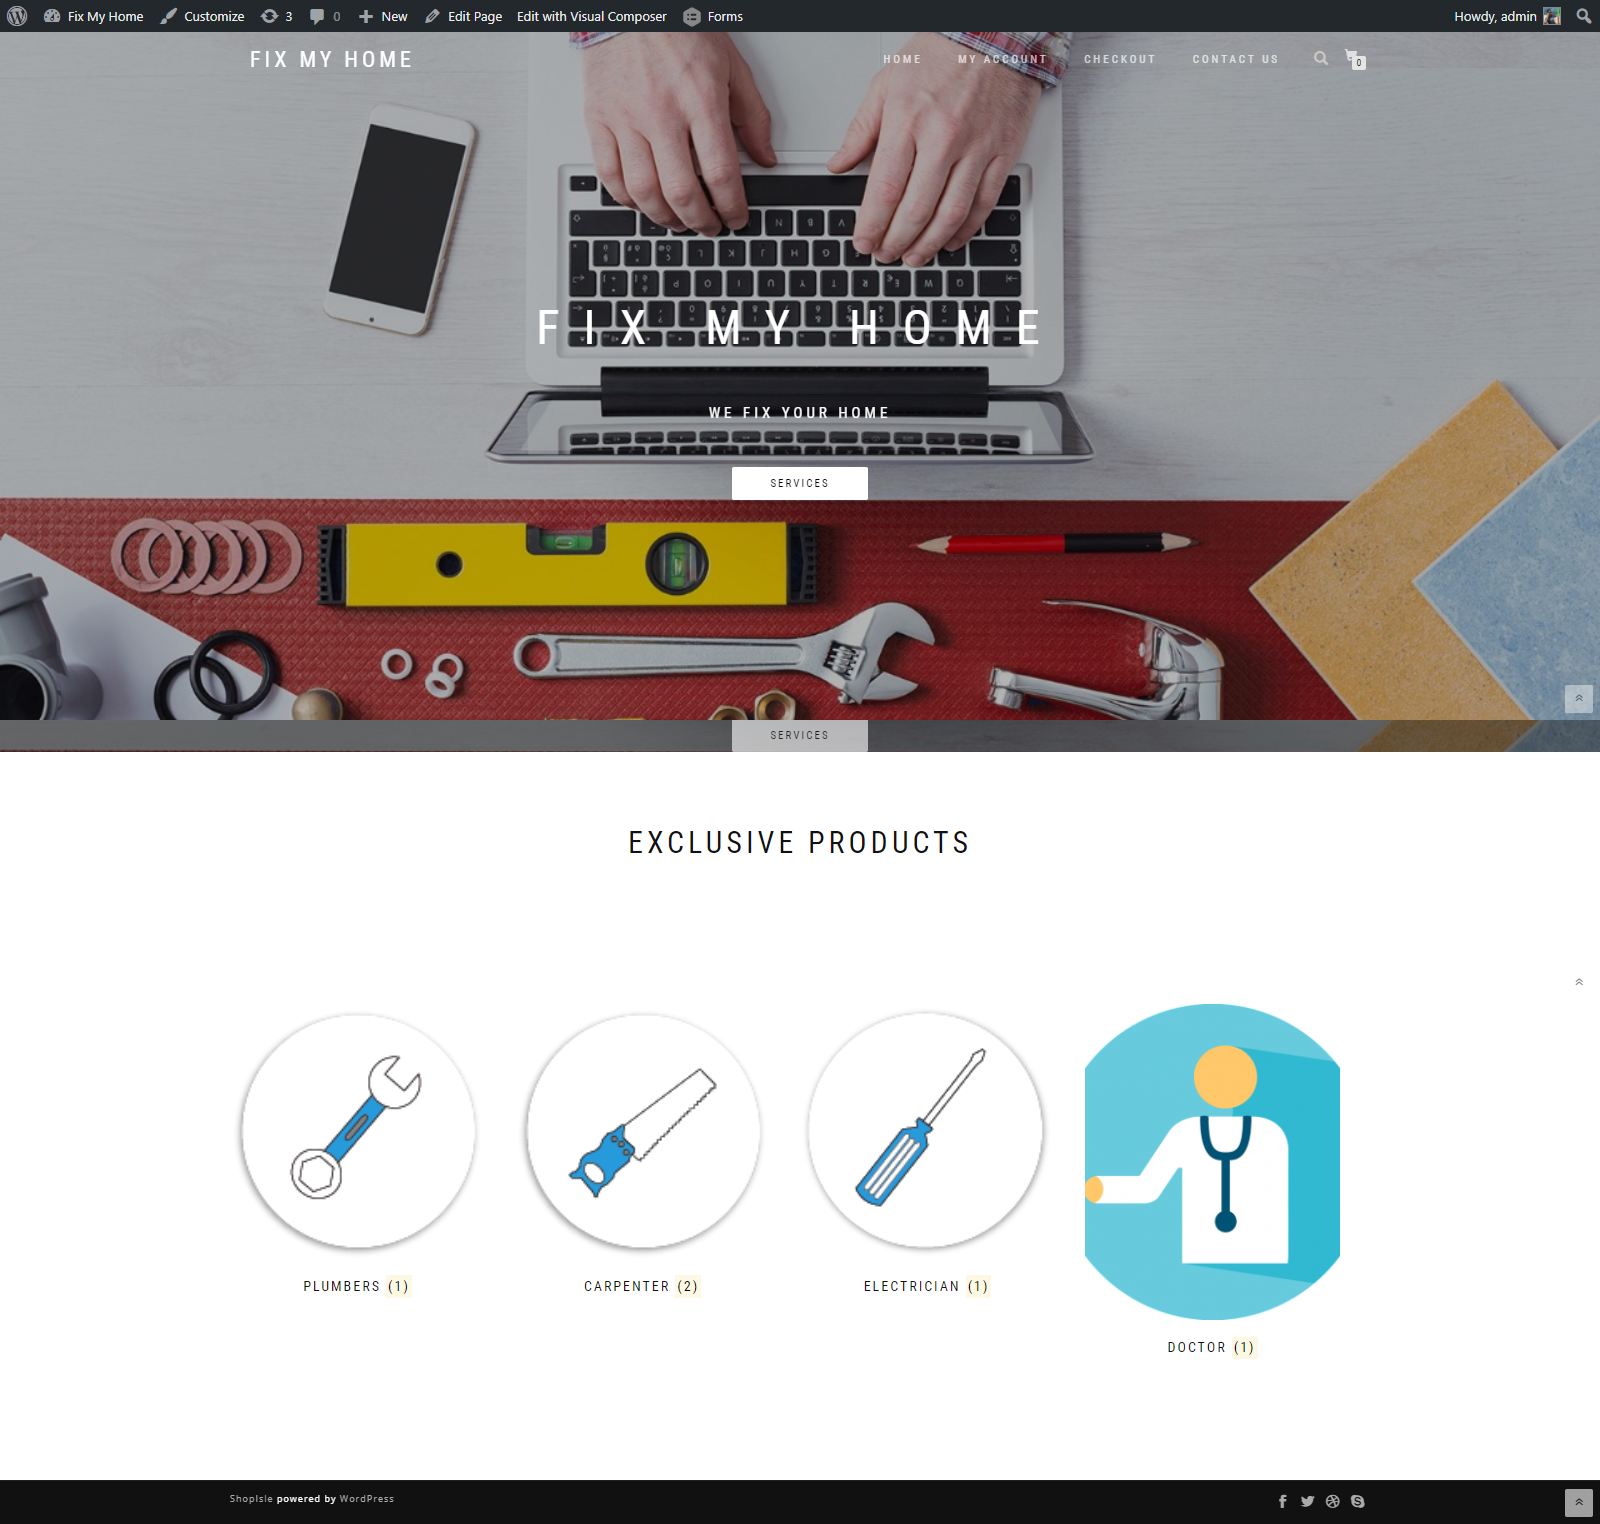 Fix My Home Customize 3 0 New Edit Page Edit with Visual Composer Forms Howdy, admin
FIX MY HOME HOME MY ACCOUNT CHECKOUT CONTACT US 0
FIX MY HOME
WE FIX YOUR HOME
SERVICES
SERVICES
EXCLUSIVE PRODUCTS
PLUMBERS (1) CARPENTER (2) ELECTRICIAN (1)
DOCTOR (1)
ShopIsle powered by WordPress